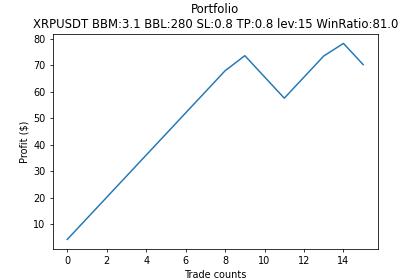 Portfolio
XRPUSDT BBM:3.1 BBL:280 SL:0.8 TP:0.8 lev:15 WinRatio:81.0
80
70
60
50
40
30
20
10
Profit ($)
0 2 4 6 8 10 12 14
Trade counts